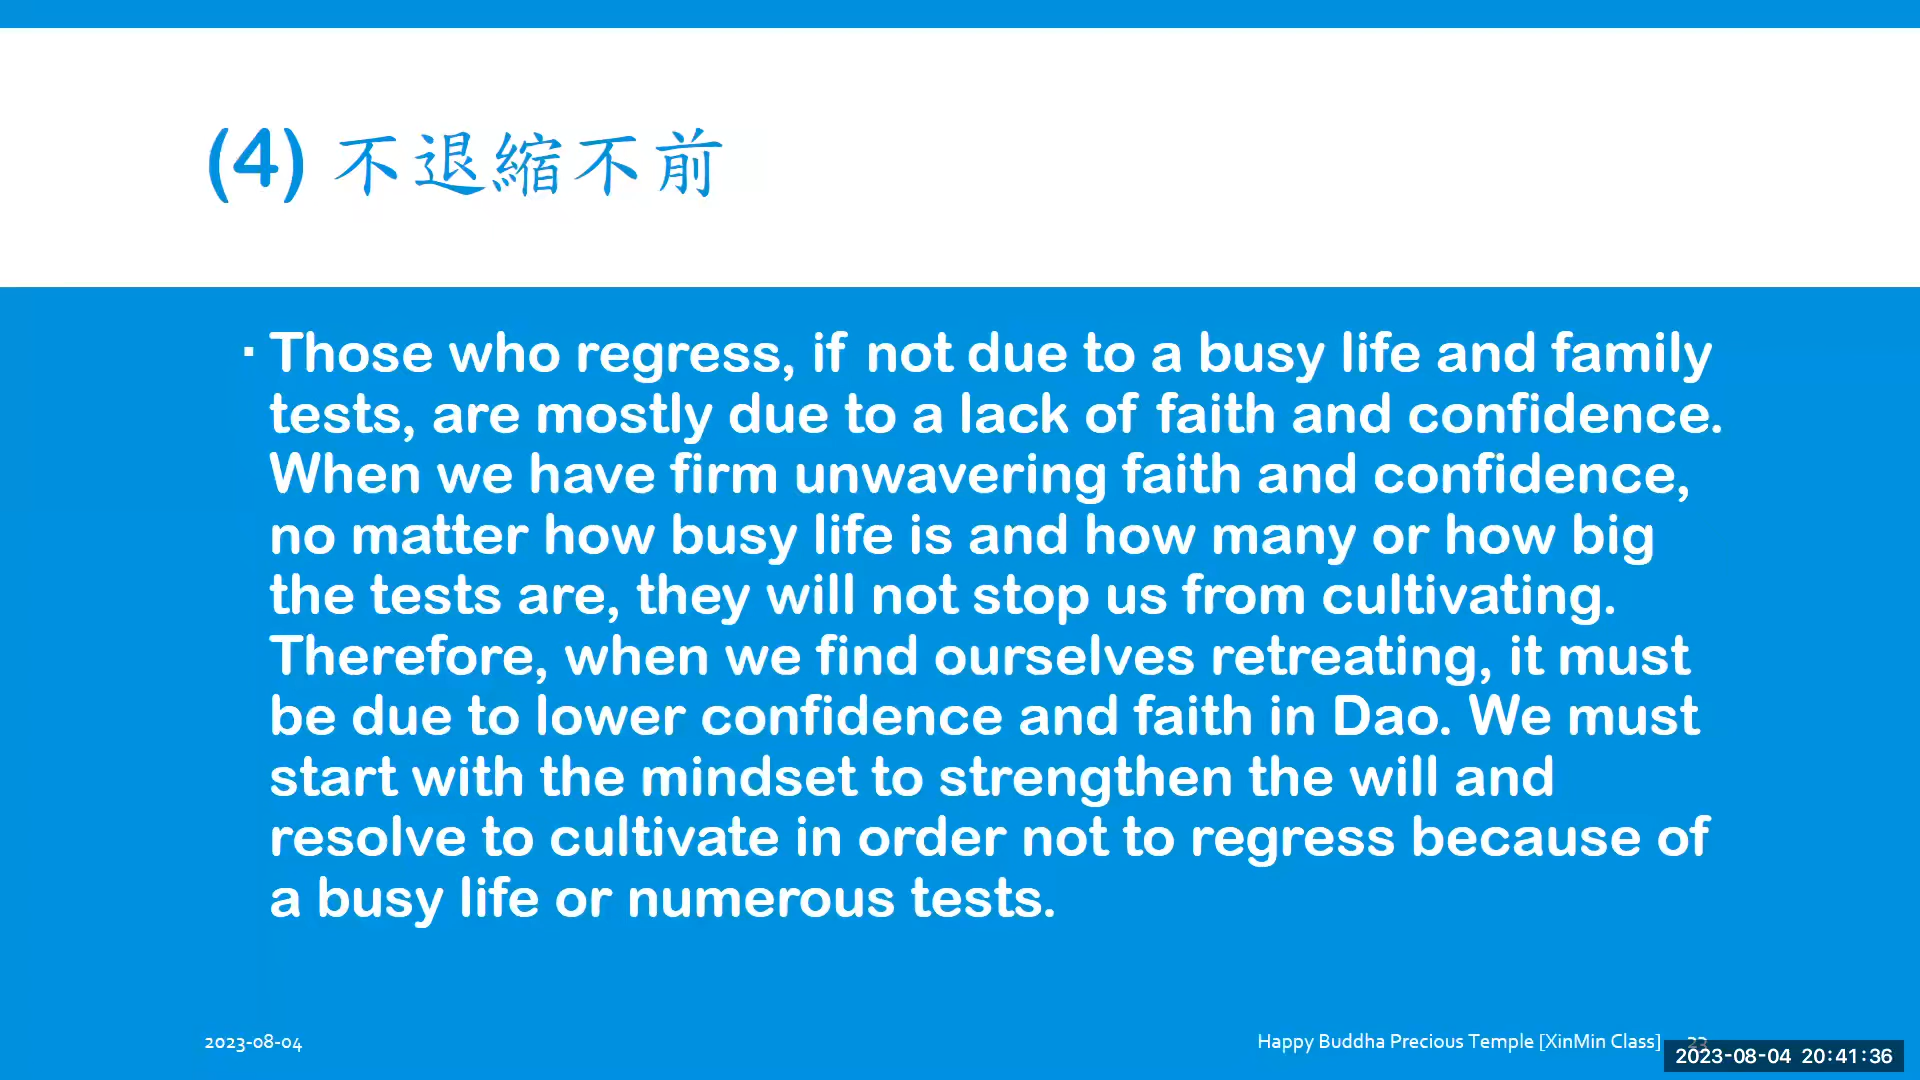 (4) 不退縮不前
▪ Those who regress, if not due to a busy life and family
tests, are mostly due to a lack of faith and confidence.
When we have firm unwavering faith and confidence,
no matter how busy life is and how many or how big
the tests are, they will not stop us from cultivating.
Therefore, when we find ourselves retreating, it must
be due to lower confidence and faith in Dao. We must
start with the mindset to strengthen the will and
resolve to cultivate in order not to regress because of
a busy life or numerous tests.
2023-08-04
Happy Buddha Precious Temple [XinMin Class]
23
2023-08-04 20:41:36